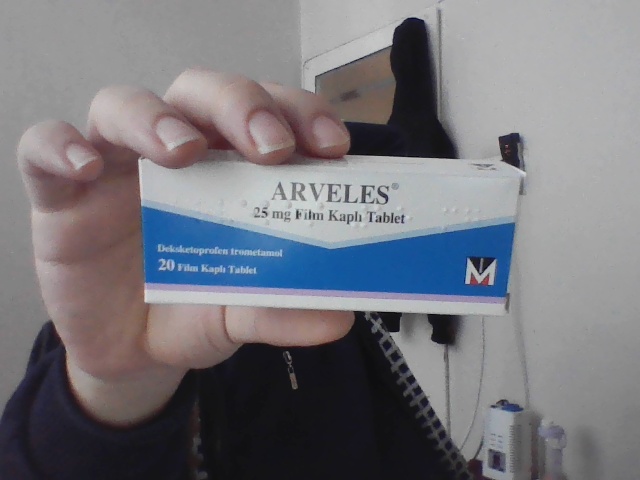 ARVELES®
25 mg Film Kaplı Tablet
Deksketoprofen trometamol
20 Film Kaplı Tablet
M